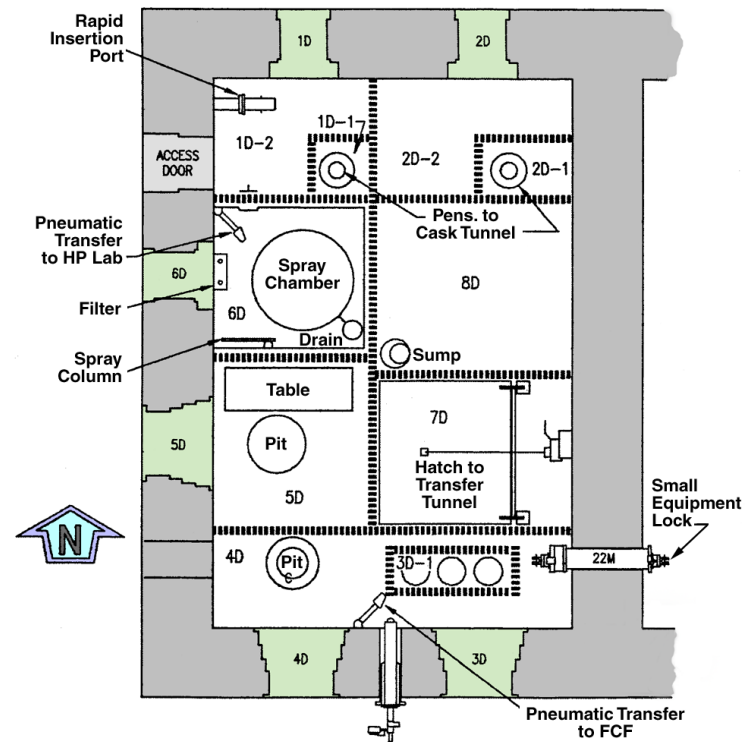 Rapid
Insertion
Port
1D
2D
1D-1
1D-2
2D-2
2D-1
ACCESS
DOOR
Pens. to
Cask Tunnel
Pneumatic
Transfer
to HP Lab
6D
Spray
Chamber
8D
Filter
6D
Drain
Sump
Spray
Column
Table
7D
5D
Pit
Hatch to
Transfer
Tunnel
5D
Small
Equipment
Lock
N
4D
Pit
3D-1
22M
4D
3D
Pneumatic Transfer
to FCF